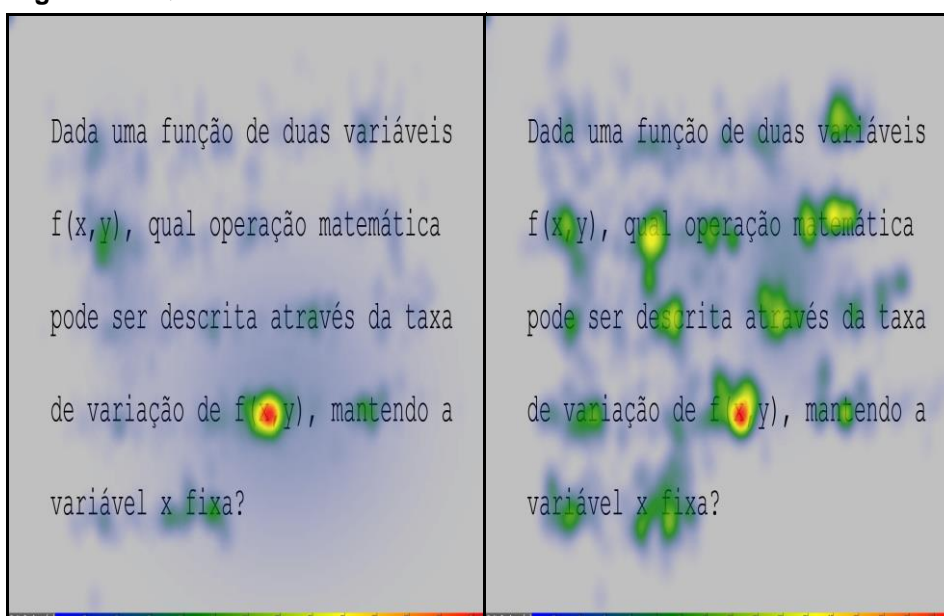 Dada uma função de duas variáveis
f(x,y), qual operação matemática
pode ser descrita através da taxa
de variação de f(x,y), mantendo a
variável x fixa?
Dada uma função de duas variáveis
f(x,y), qual operação matemática
pode ser descrita através da taxa
de variação de f(x,y), mantendo a
variável x fixa?